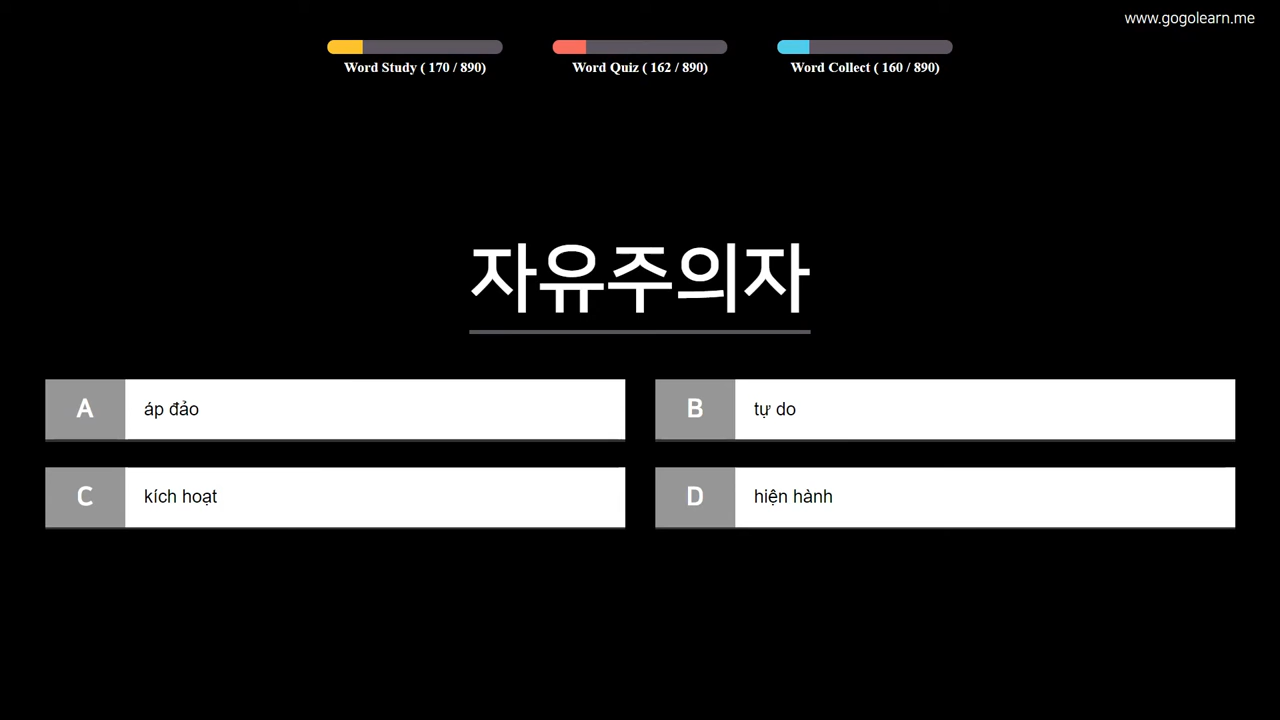 www.gogolearn.me
Word Study ( 170 / 890)
Word Quiz ( 162 / 890)
Word Collect ( 160 / 890)
자유주의자
A áp đảo
B tự do
C kích hoạt
D hiện hành